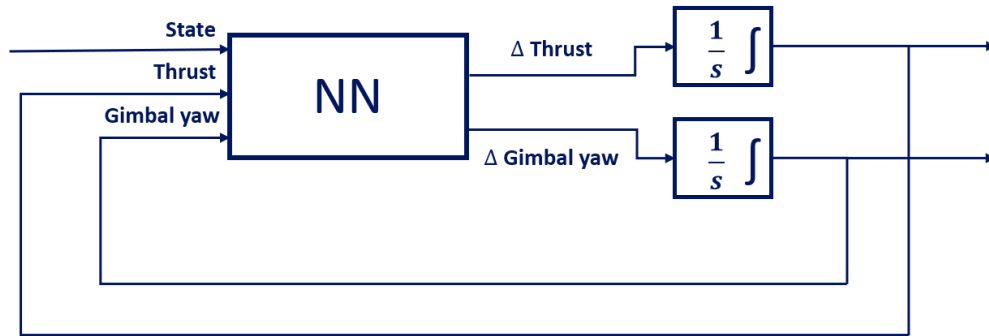 State
Thrust
Gimbal yaw
NN
Δ Thrust
1
s ∫
Δ Gimbal yaw
1
s ∫